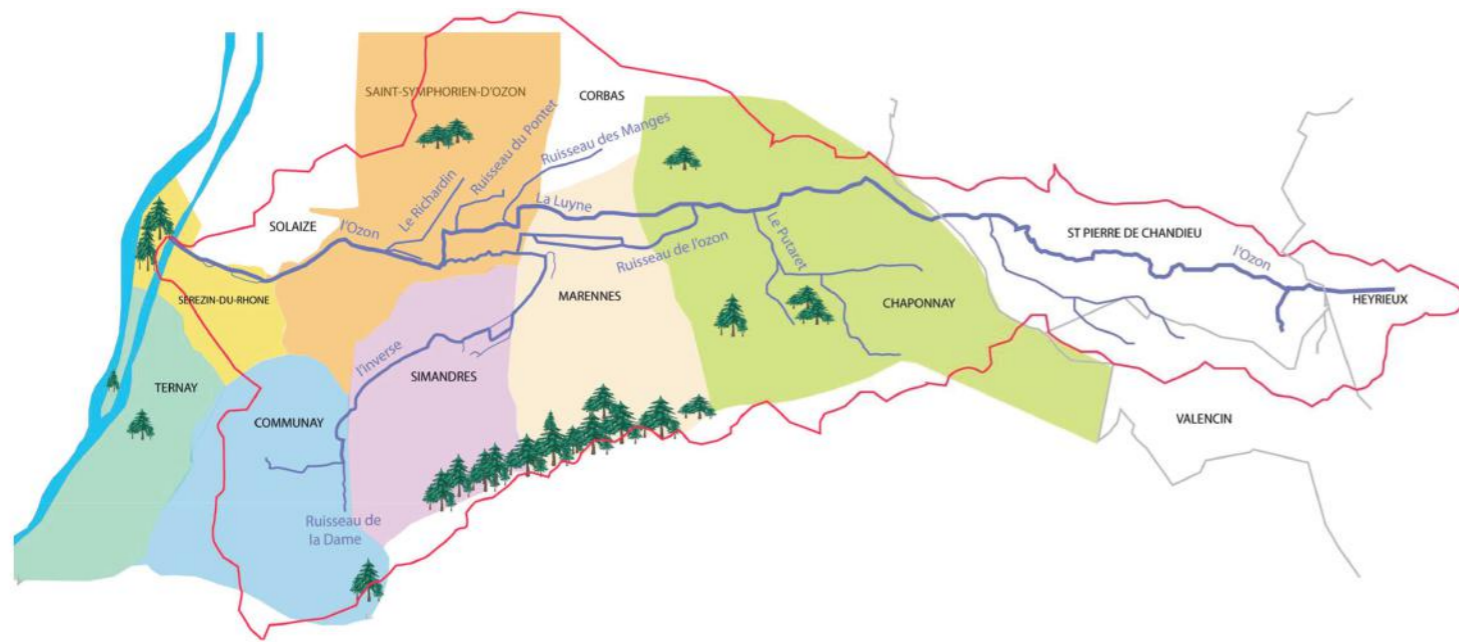 SAINT-SYMPHORIEN-D'OZON
CORBAS
Ruisseau du Pontet
Ruisseau des Manges
Le Richardin
La Luyne
SOLAIZE
l'Ozon
Ruisseau de l'ozon
Le Putaret
ST PIERRE DE CHANDIEU
l'Ozon
SEREZIN-DU-RHONE
MARENNES
CHAPONNAY
HEYRIEUX
l'inverse
SIMANDRES
TERNAY
COMMUNAY
VALENCIN
Ruisseau de
la Dame